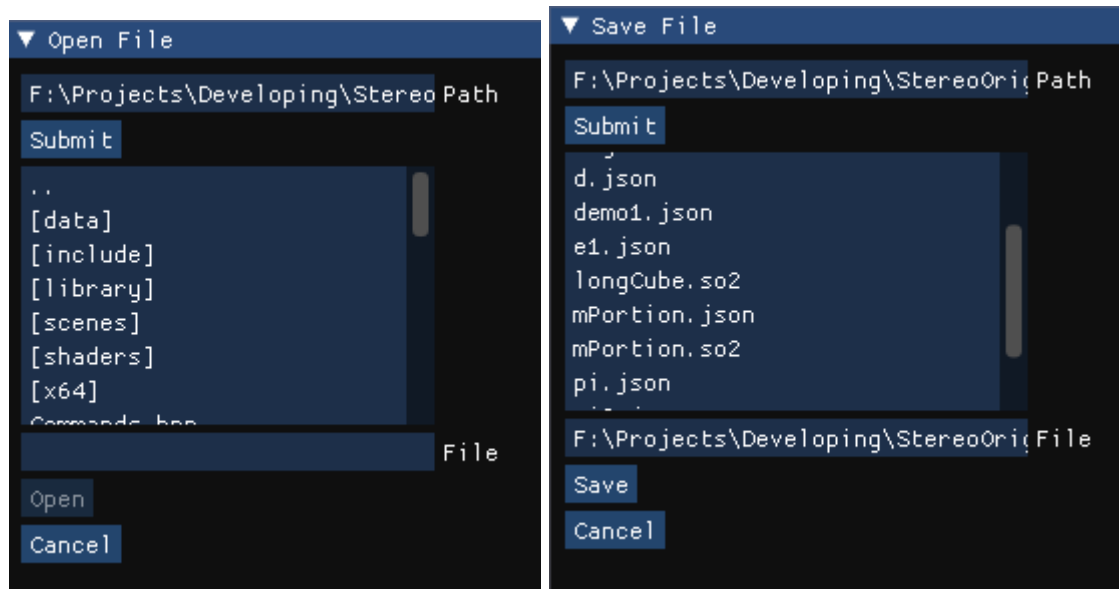 Open File
F:\Projects\Developing\Stereo Path
Submit
..
[data]
[include]
[library]
[scenes]
[shaders]
[x64]
File
Open
Cancel
Save File
F:\Projects\Developing\StereoOrig Path
Submit
d.json
demo1.json
e1.json
longCube.so2
mPortion.json
mPortion.so2
pi.json
F:\Projects\Developing\StereoOrig File
Save
Cancel